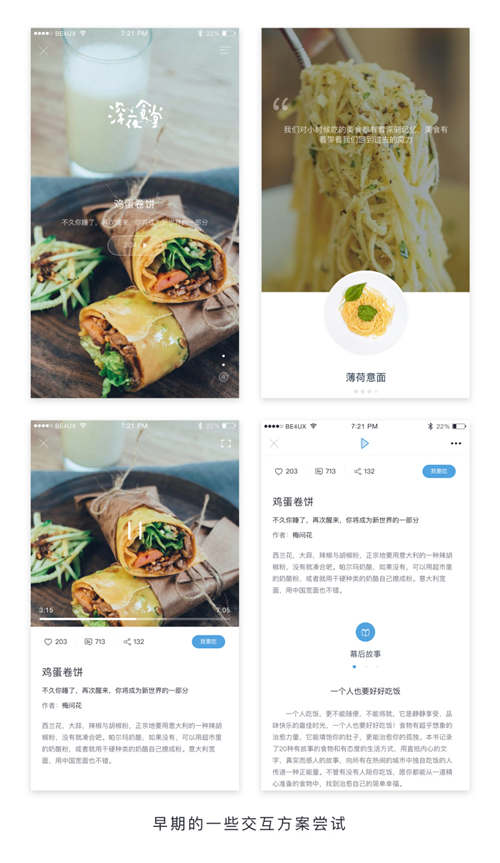 BE4UX
7:21 PM
22%
深夜食堂
鸡蛋卷饼
不久你睡了，再次醒来，你将成为新世界的一部分
“
我们对小时候吃的美食都有着深刻记忆，美食有
着带着我们回到过去的魔力
薄荷意面
BE4UX
7:21 PM
22%
3:15
7:05
203
713
132
我要吃
鸡蛋卷饼
不久你睡了，再次醒来，你将成为新世界的一部分
作者：梅问花
西兰花，大蒜，辣椒与胡椒粉，正宗地要用意大利的一种辣胡
椒粉，没有就凑合吧。帕尔玛奶酪，如果没有，可以用超市里
的奶酪粉，或者就用干硬种类的奶酪自己擦成粉。意大利宽
面，用中国宽面也不错。
BE4UX
7:21 PM
22%
203
713
132
我要吃
鸡蛋卷饼
不久你睡了，再次醒来，你将成为新世界的一部分
作者：梅问花
西兰花，大蒜，辣椒与胡椒粉，正宗地要用意大利的一种辣胡
椒粉，没有就凑合吧。帕尔玛奶酪，如果没有，可以用超市里
的奶酪粉，或者就用干硬种类的奶酪自己擦成粉。意大利宽
面，用中国宽面也不错。
幕后故事
一个人也要好好吃饭
一个人吃饭，更不能随便，不能将就。它是静静享受，品
味快乐的最佳时光。一个人也要好好吃饭！食物有超乎想象的
治愈力量，它能填饱你的肚子，更能治愈你的孤独。本书记录
了20种有故事的食物和有态度的生活方式，用直抵内心的文
字，真实而感人的故事，向所有在热闹的城市中独自吃饭的人
传递一种正能量。不管有没有人陪你吃饭，愿你都能从一道精
心准备的食物中，找到治愈自己的简单幸福。
早期的一些交互方案尝试